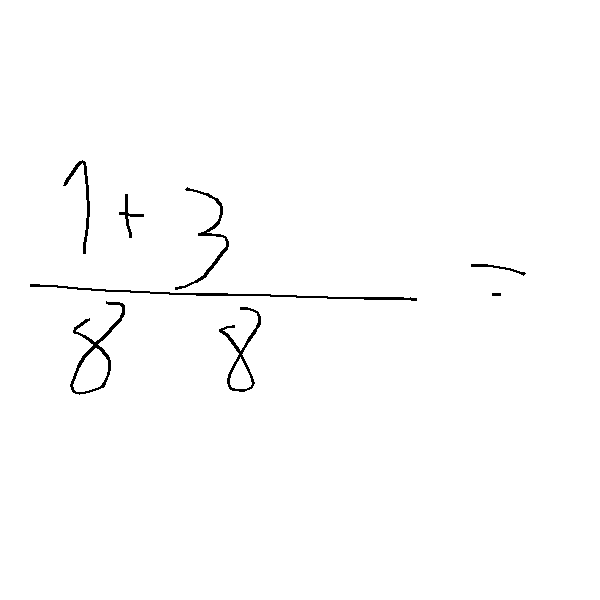 1 + 3 =
8 8